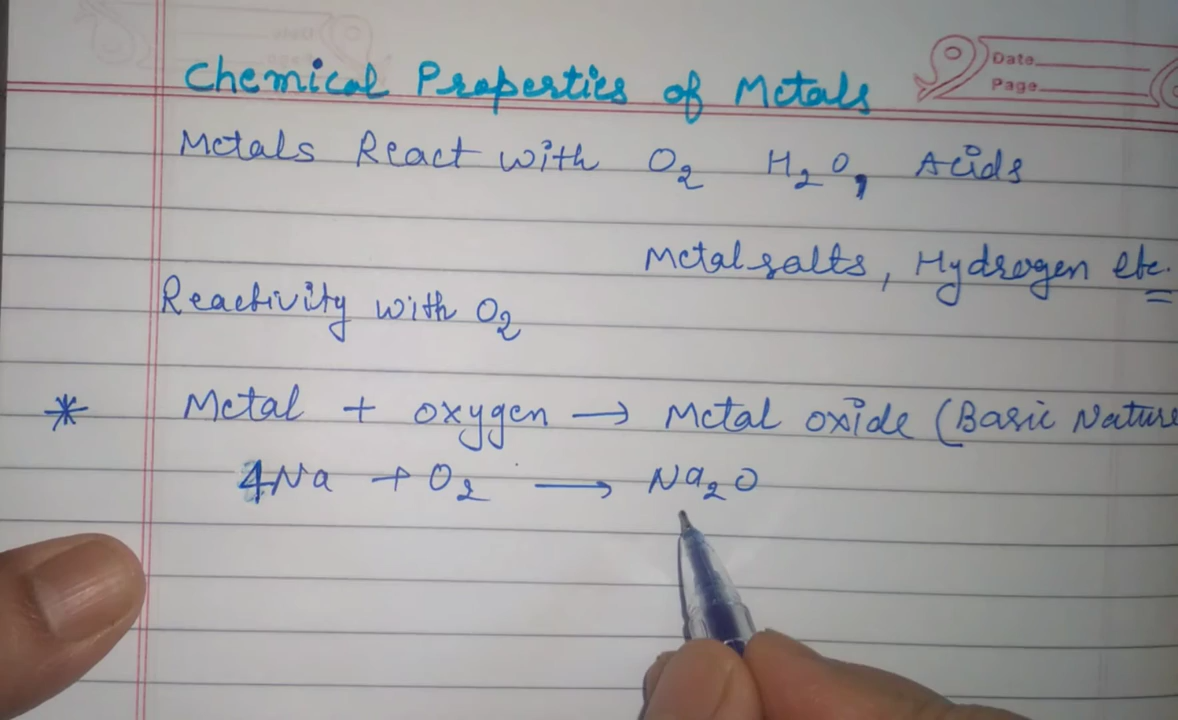 Date
Page
Chemical Properties of Metals
Metals React with O₂ H₂O, Acids
Metal salts, Hydrogen etc.
Reactivity with O₂
* Metal + oxygen → Metal oxide (Basic Nature
4Na + O₂ → Na₂O